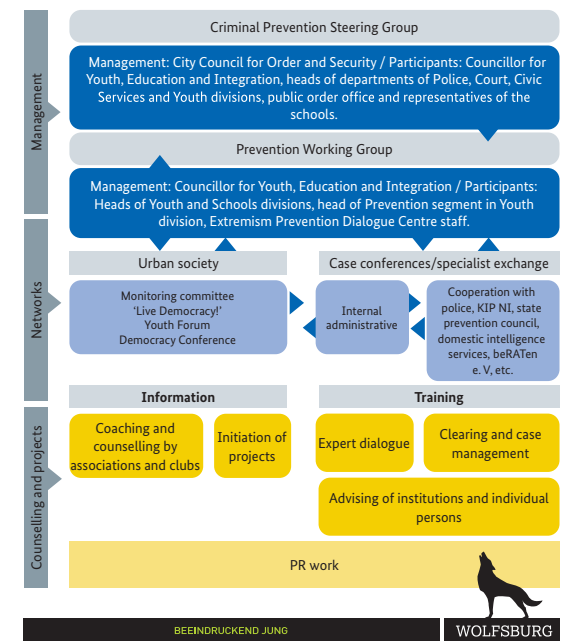 Criminal Prevention Steering Group
Management: City Council for Order and Security / Participants: Councillor for
Youth, Education and Integration, heads of departments of Police, Court, Civic
Services and Youth divisions, public order office and representatives of the
schools.
Prevention Working Group
Management: Councillor for Youth, Education and Integration / Participants:
Heads of Youth and Schools divisions, head of Prevention segment in Youth
division, Extremism Prevention Dialogue Centre staff.
Management
Urban society
Case conferences/specialist exchange
Monitoring committee
‘Live Democracy!’
Youth Forum
Democracy Conference
Internal
administrative
Cooperation with
police, KIP NI, state
prevention council,
domestic intelligence
services, beRATen
e. V, etc.
Networks
Information
Training
Coaching and
counselling by
associations and clubs
Initiation of
projects
Expert dialogue
Clearing and case
management
Advising of institutions and individual
persons
Counselling and projects
PR work
BEEINDRUCKEND JUNG
WOLFSBURG